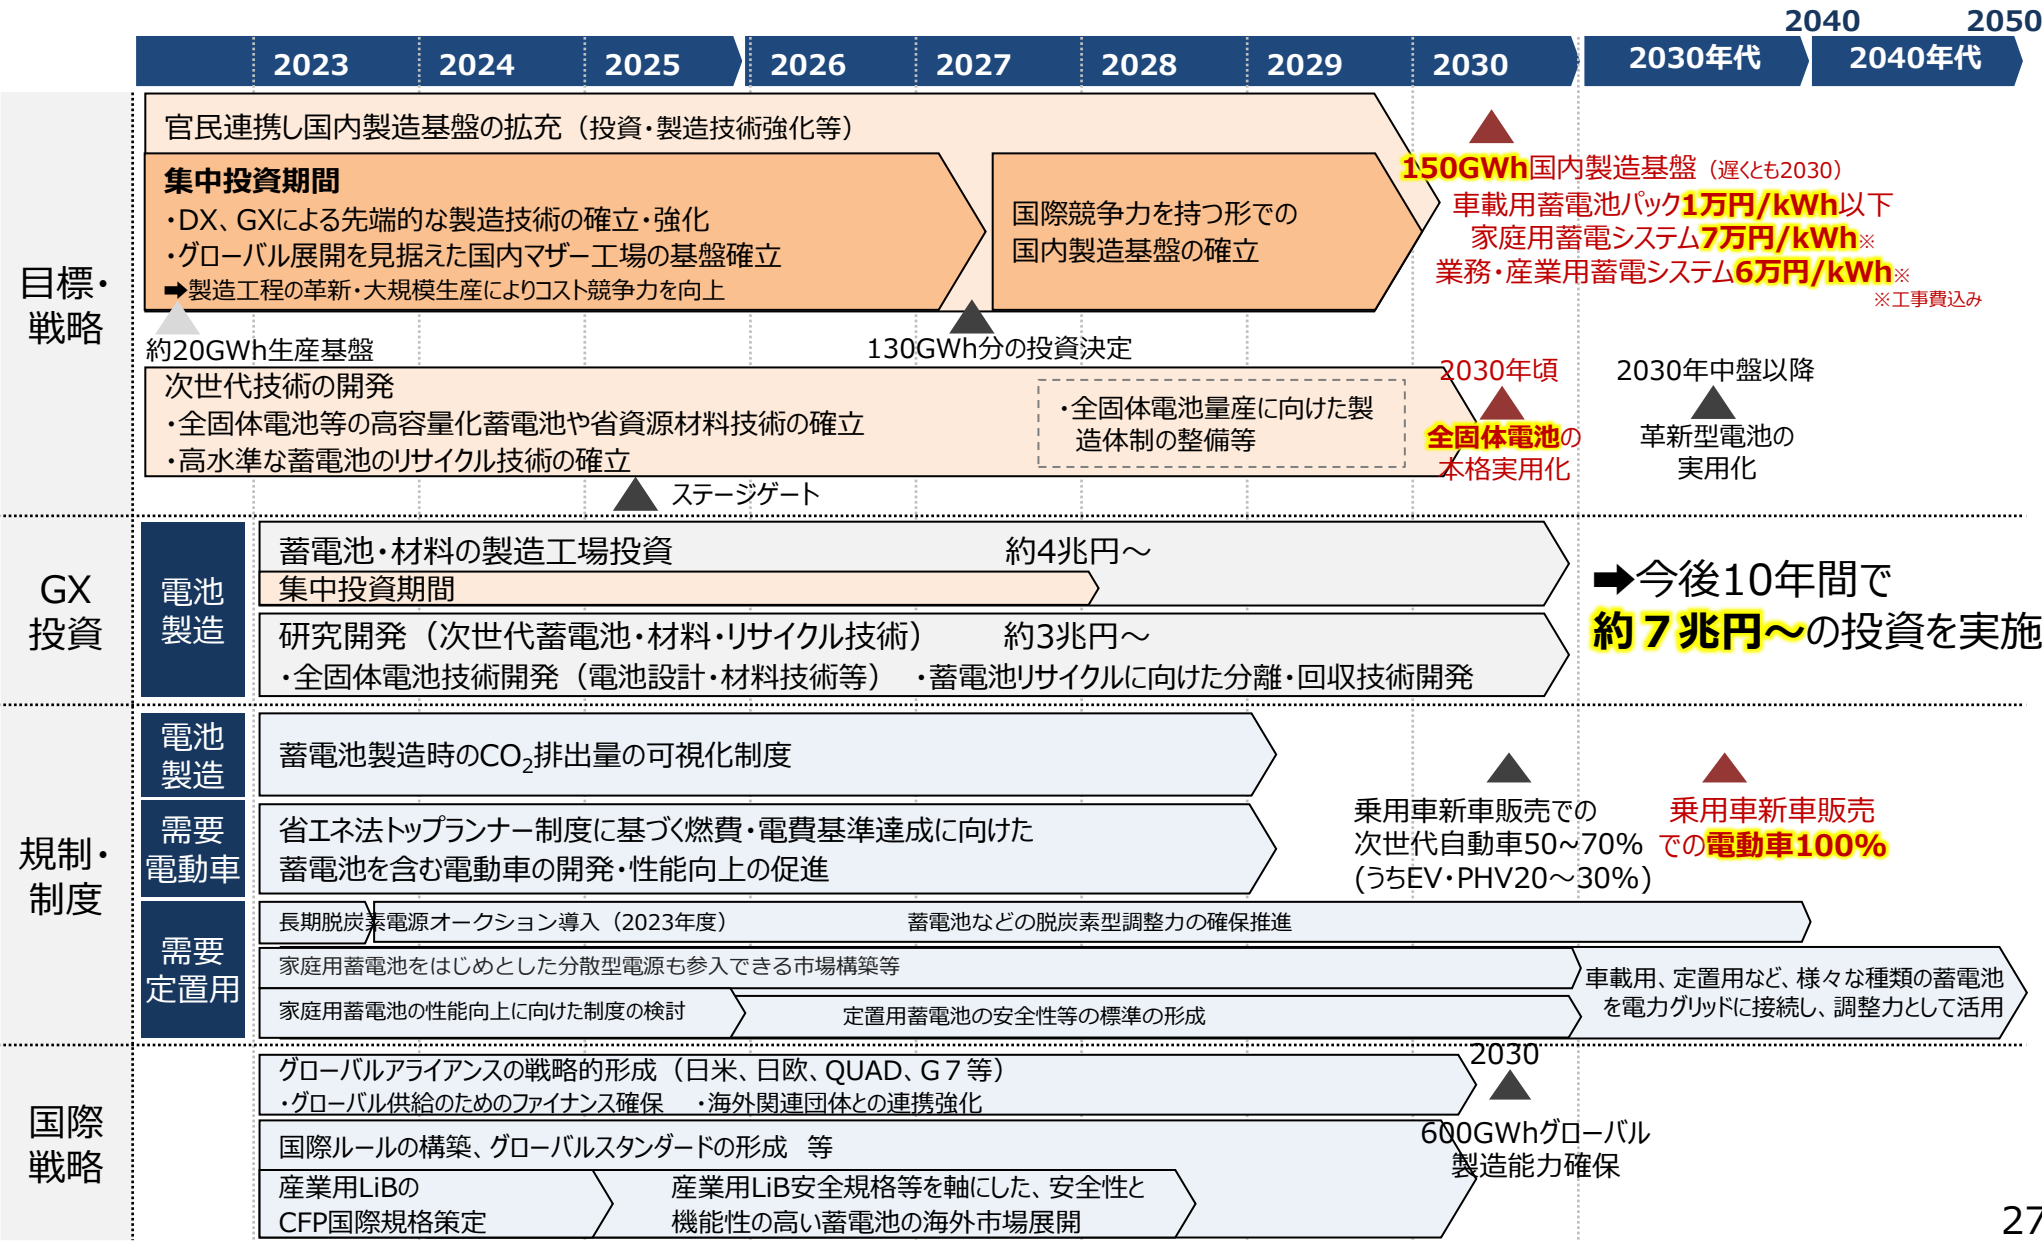 2040
2050
2023
2024
2025
2026
2027
2028
2029
2030
2030年代
2040年代
目標・
戦略
官民連携し国内製造基盤の拡充（投資・製造技術強化等）
集中投資期間
・DX、GXによる先端的な製造技術の確立・強化
・グローバル展開を見据えた国内マザー工場の基盤確立
➡製造工程の革新・大規模生産によりコスト競争力を向上
国際競争力を持つ形での
国内製造基盤の確立
150GWh国内製造基盤（遅くとも2030）
車載用蓄電池パック1万円/kWh以下
家庭用蓄電システム7万円/kWh※
業務・産業用蓄電システム6万円/kWh※
※工事費込み
約20GWh生産基盤
130GWh分の投資決定
次世代技術の開発
・全固体電池等の高容量化蓄電池や省資源材料技術の確立
・高水準な蓄電池のリサイクル技術の確立
・全固体電池量産に向けた製
造体制の整備等
2030年頃
全固体電池の
本格実用化
2030年中盤以降
革新型電池の
実用化
ステージゲート
GX
投資
電池
製造
蓄電池・材料の製造工場投資 約4兆円～
集中投資期間
研究開発（次世代蓄電池・材料・リサイクル技術） 約3兆円～
・全固体電池技術開発（電池設計・材料技術等） ・蓄電池リサイクルに向けた分離・回収技術開発
➡今後10年間で
約７兆円～の投資を実施
規制・
制度
電池
製造
蓄電池製造時のCO2排出量の可視化制度
需要
電動車
省エネ法トップランナー制度に基づく燃費・電費基準達成に向けた
蓄電池を含む電動車の開発・性能向上の促進
乗用車新車販売での
次世代自動車50~70%
(うちEV・PHV20～30%)
乗用車新車販売
での電動車100%
需要
定置用
長期脱炭素電源オークション導入（2023年度） 蓄電池などの脱炭素型調整力の確保推進
家庭用蓄電池をはじめとした分散型電源も参入できる市場構築等
家庭用蓄電池の性能向上に向けた制度の検討
定置用蓄電池の安全性等の標準の形成
車載用、定置用など、様々な種類の蓄電池
を電力グリッドに接続し、調整力として活用
国際
戦略
グローバルアライアンスの戦略的形成（日米、日欧、QUAD、G７等）
・グローバル供給のためのファイナンス確保 ・海外関連団体との連携強化
2030
600GWhグローバル
製造能力確保
国際ルールの構築、グローバルスタンダードの形成 等
産業用LiBの
CFP国際規格策定
産業用LiB安全規格等を軸にした、安全性と
機能性の高い蓄電池の海外市場展開
27